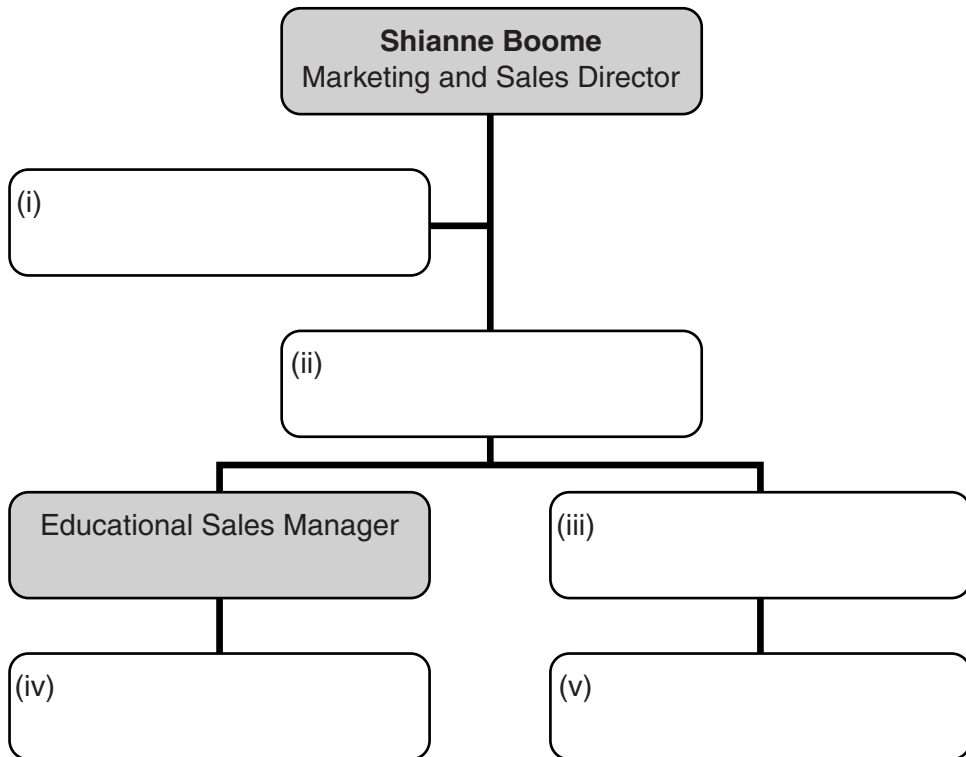 Shianne Boome
Marketing and Sales Director
(i)
(ii)
Educational Sales Manager
(iii)
(iv)
(v)